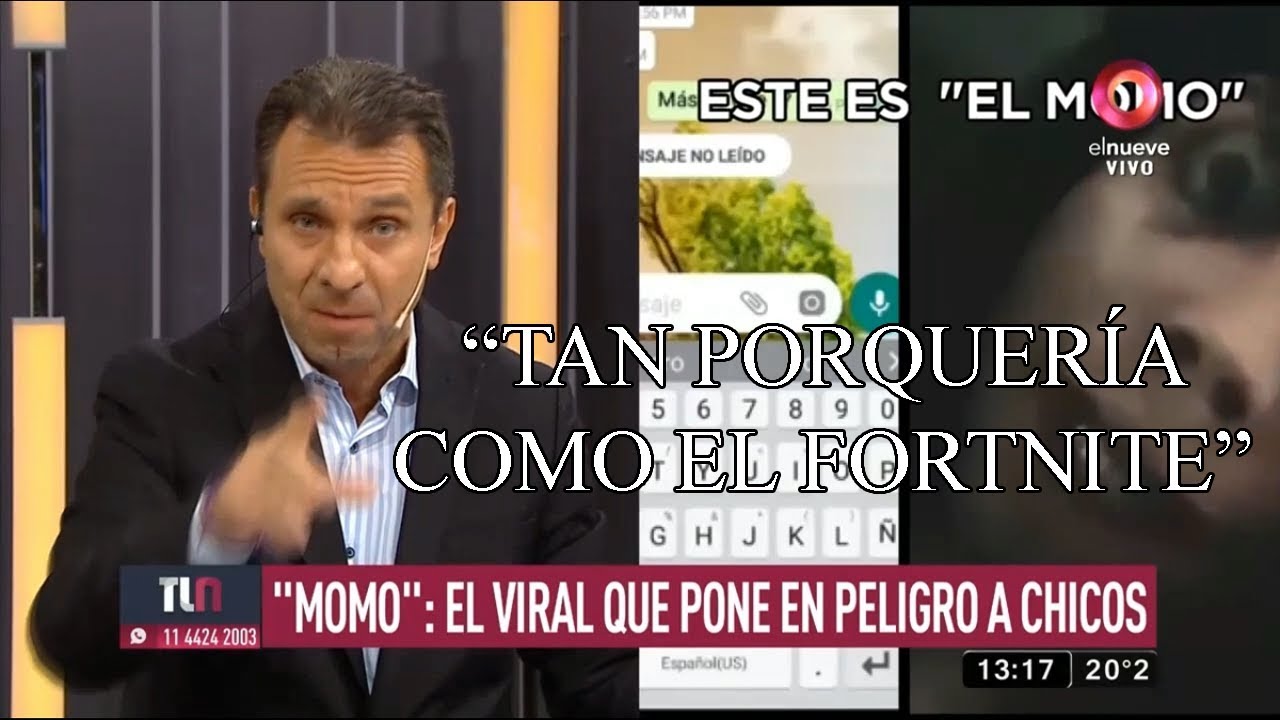 56 PM
M
Más
ESTE ES "EL MOMO"
elnueve
VIVO
NSAJE NO LEÍDO
saje
"TAN PORQUERÍA
COMO EL FORTNITE"
5 6 7 8 9 0
T Y U I O P
G H J K L Ñ
TLN
"MOMO": EL VIRAL QUE PONE EN PELIGRO A CHICOS
11 4424 2003
Español(US)
.
13:17 20°2